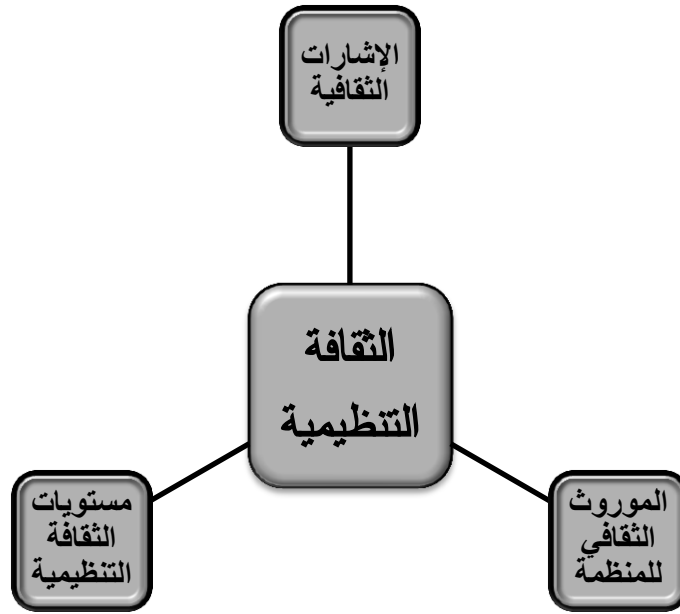 الإشارات
الثقافية
الثقافة
التنظيمية
الموروث
الثقافي
للمنظمة
مستويات
الثقافة
التنظيمية